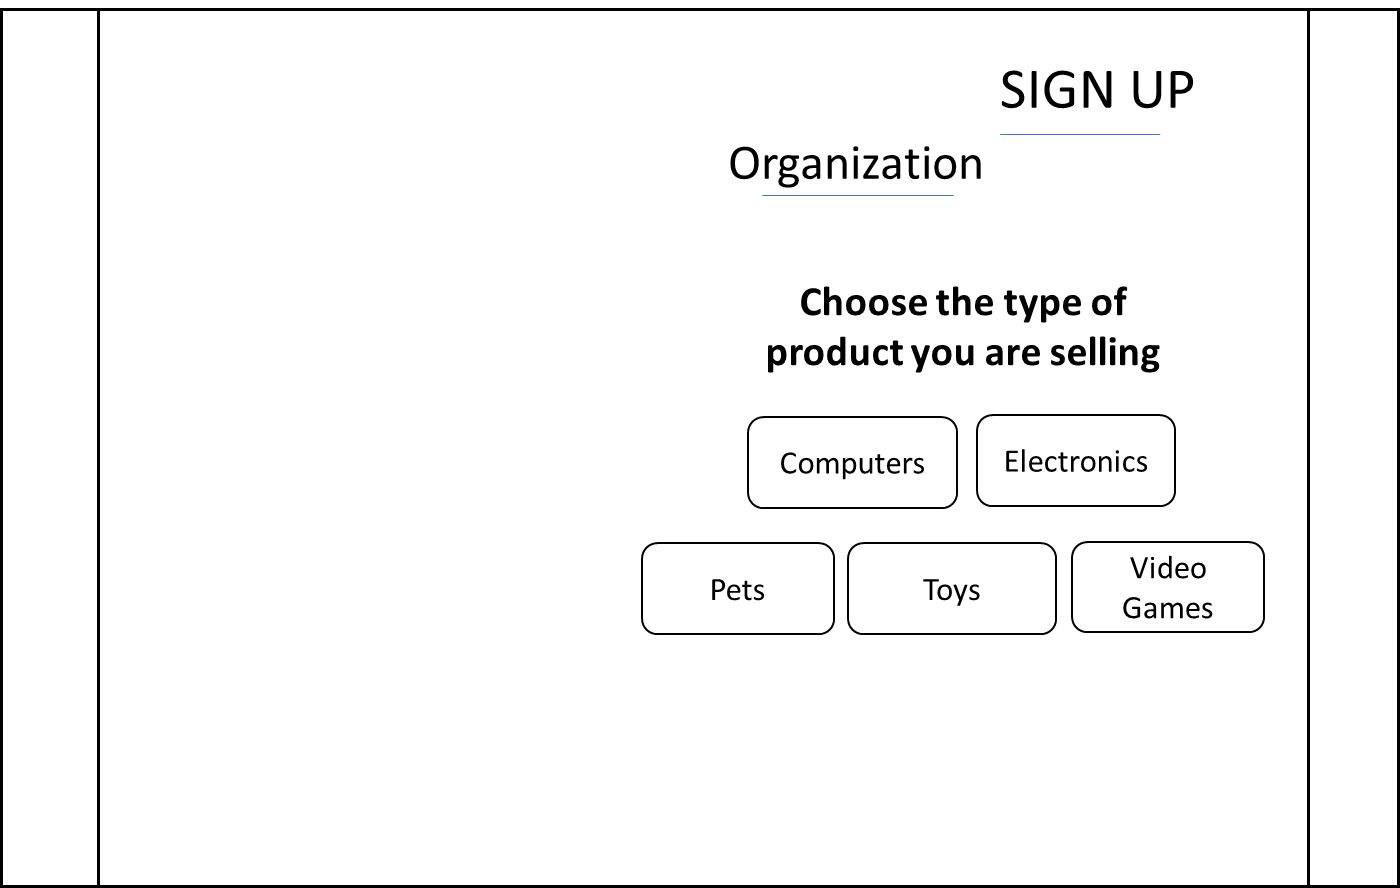 SIGN UP
Organization
Choose the type of
product you are selling
Computers
Electronics
Pets
Toys
Video
Games